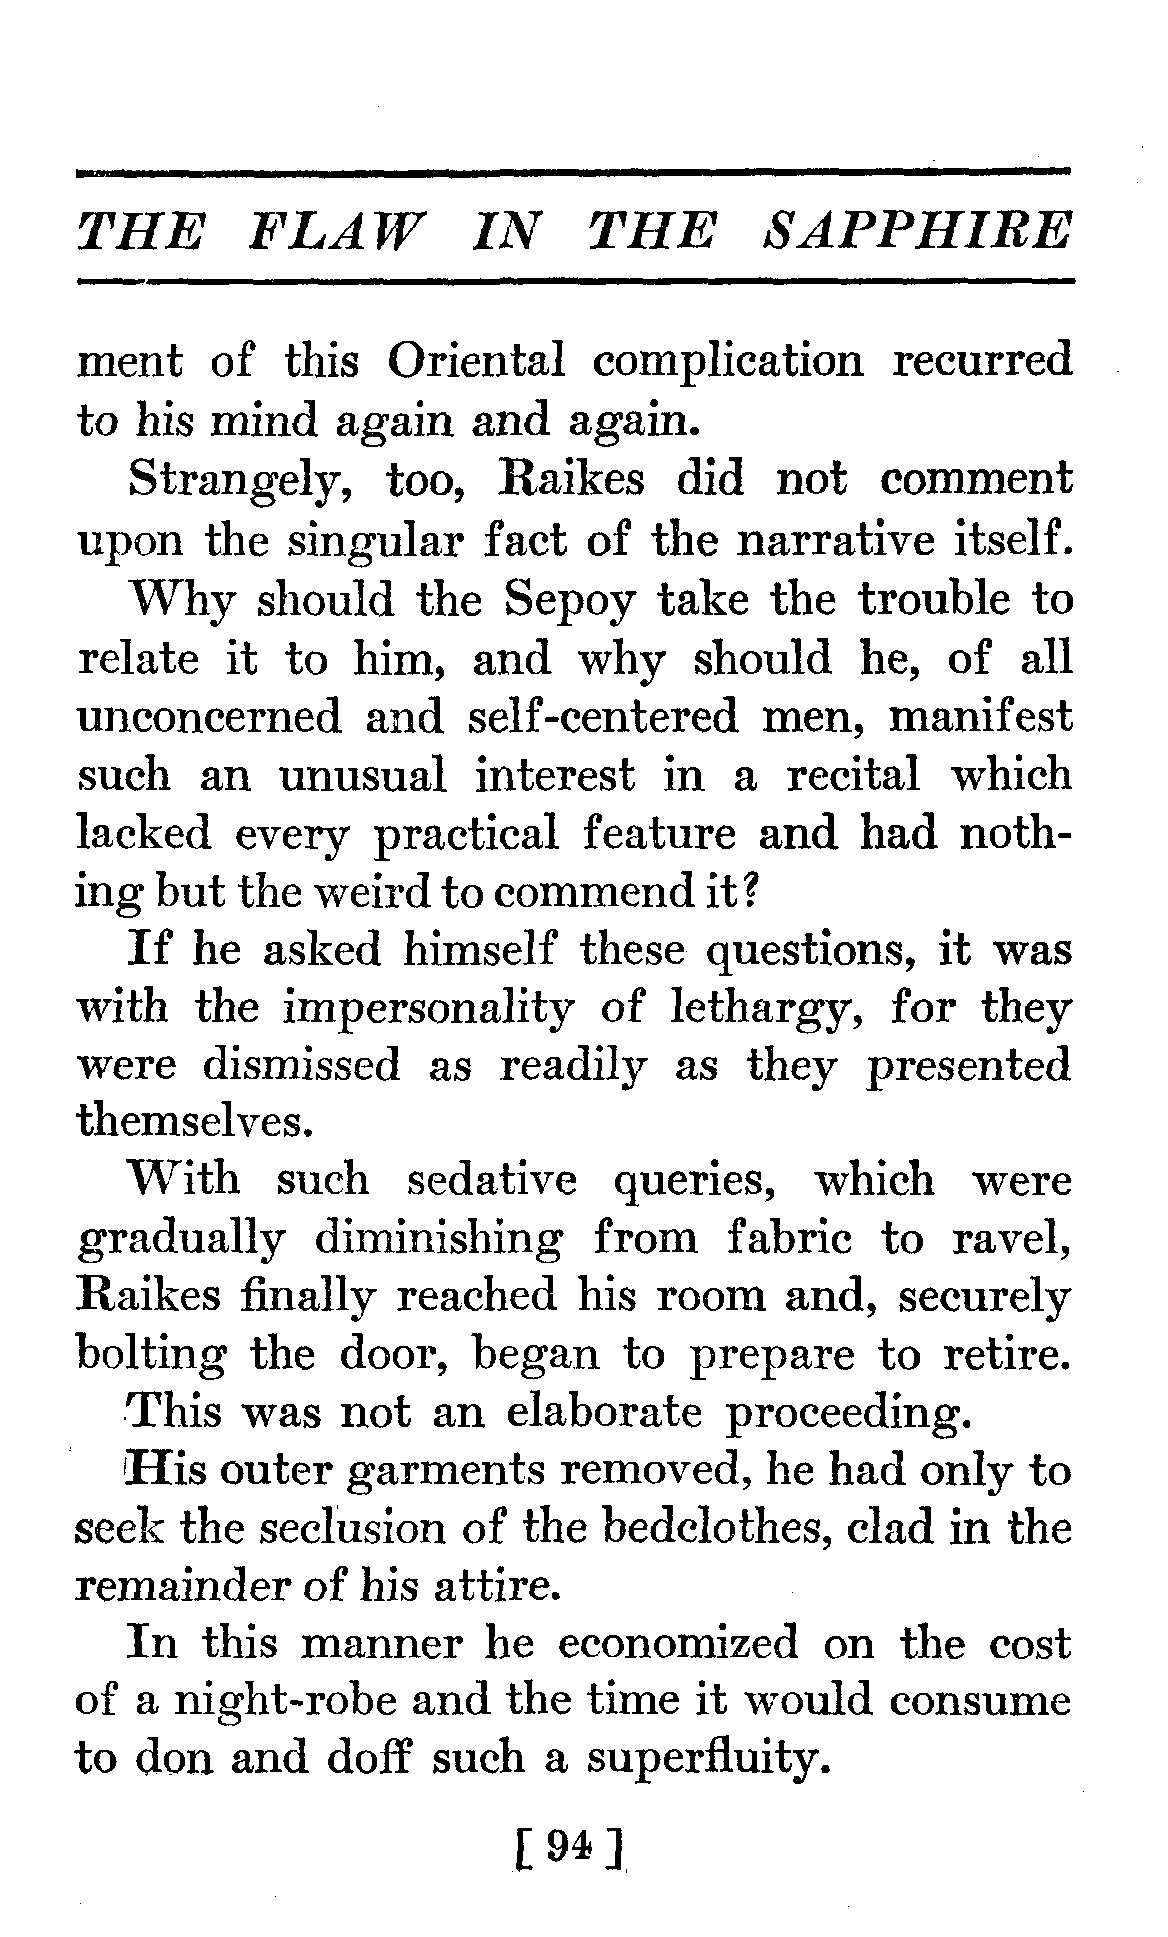 THE FLAW IN THE SAPPHIRE
ment of this Oriental complication recurred
to his mind again and again.
Strangely, too, Raikes did not comment
upon the singular fact of the narrative itself.
Why should the Sepoy take the trouble to
relate it to him, and why should he, of all
unconcerned and self-centered men, manifest
such an unusual interest in a recital which
lacked every practical feature and had noth-
ing but the weird to commend it?
If he asked himself these questions, it was
with the impersonality of lethargy, for they
were dismissed as readily as they presented
themselves.
With such sedative queries, which were
gradually diminishing from fabric to ravel,
Raikes finally reached his room and, securely
bolting the door, began to prepare to retire.
This was not an elaborate proceeding.
His outer garments removed, he had only to
seek the seclusion of the bedclothes, clad in the
remainder of his attire.
In this manner he economized on the cost
of a night-robe and the time it would consume
to don and doff such a superfluity.
[ 94 ]